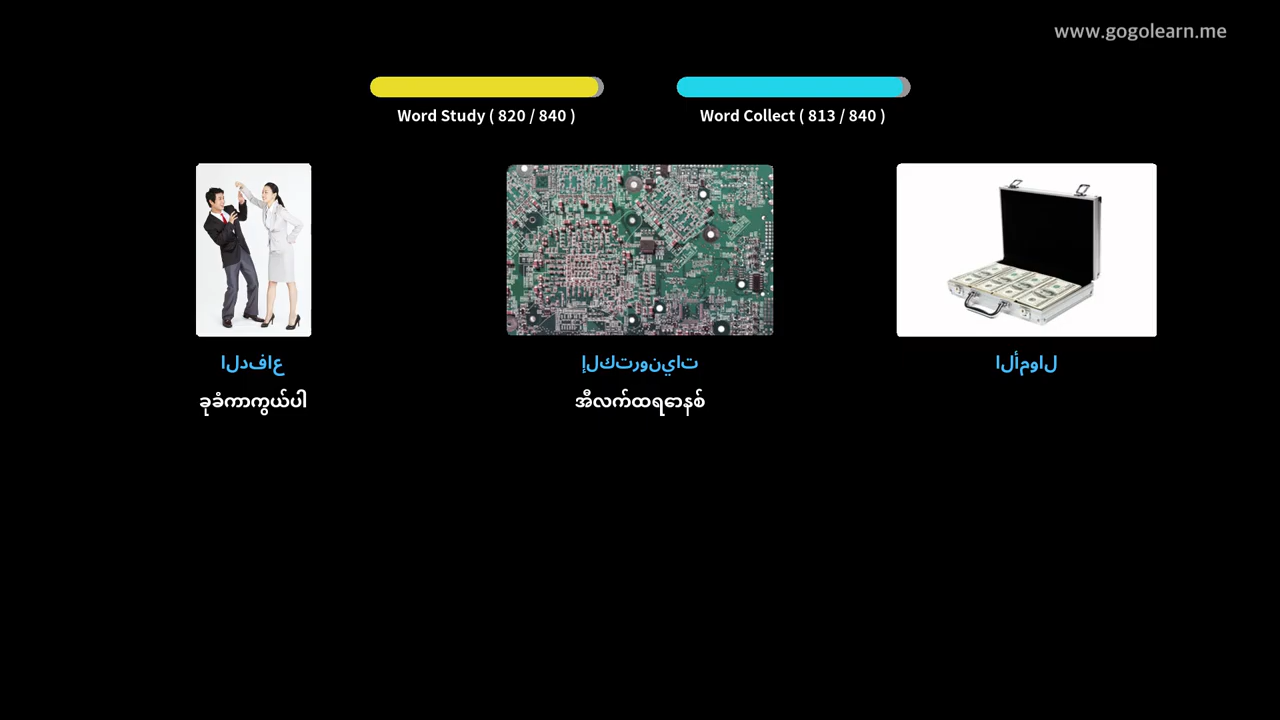 www.gogolearn.me
Word Study ( 820 / 840 )
Word Collect ( 813 / 840 )
الدفاع
إلكترونيات
الأموال
ခုခံကာကွယ်ပါ
အီလက်ထရောနစ်